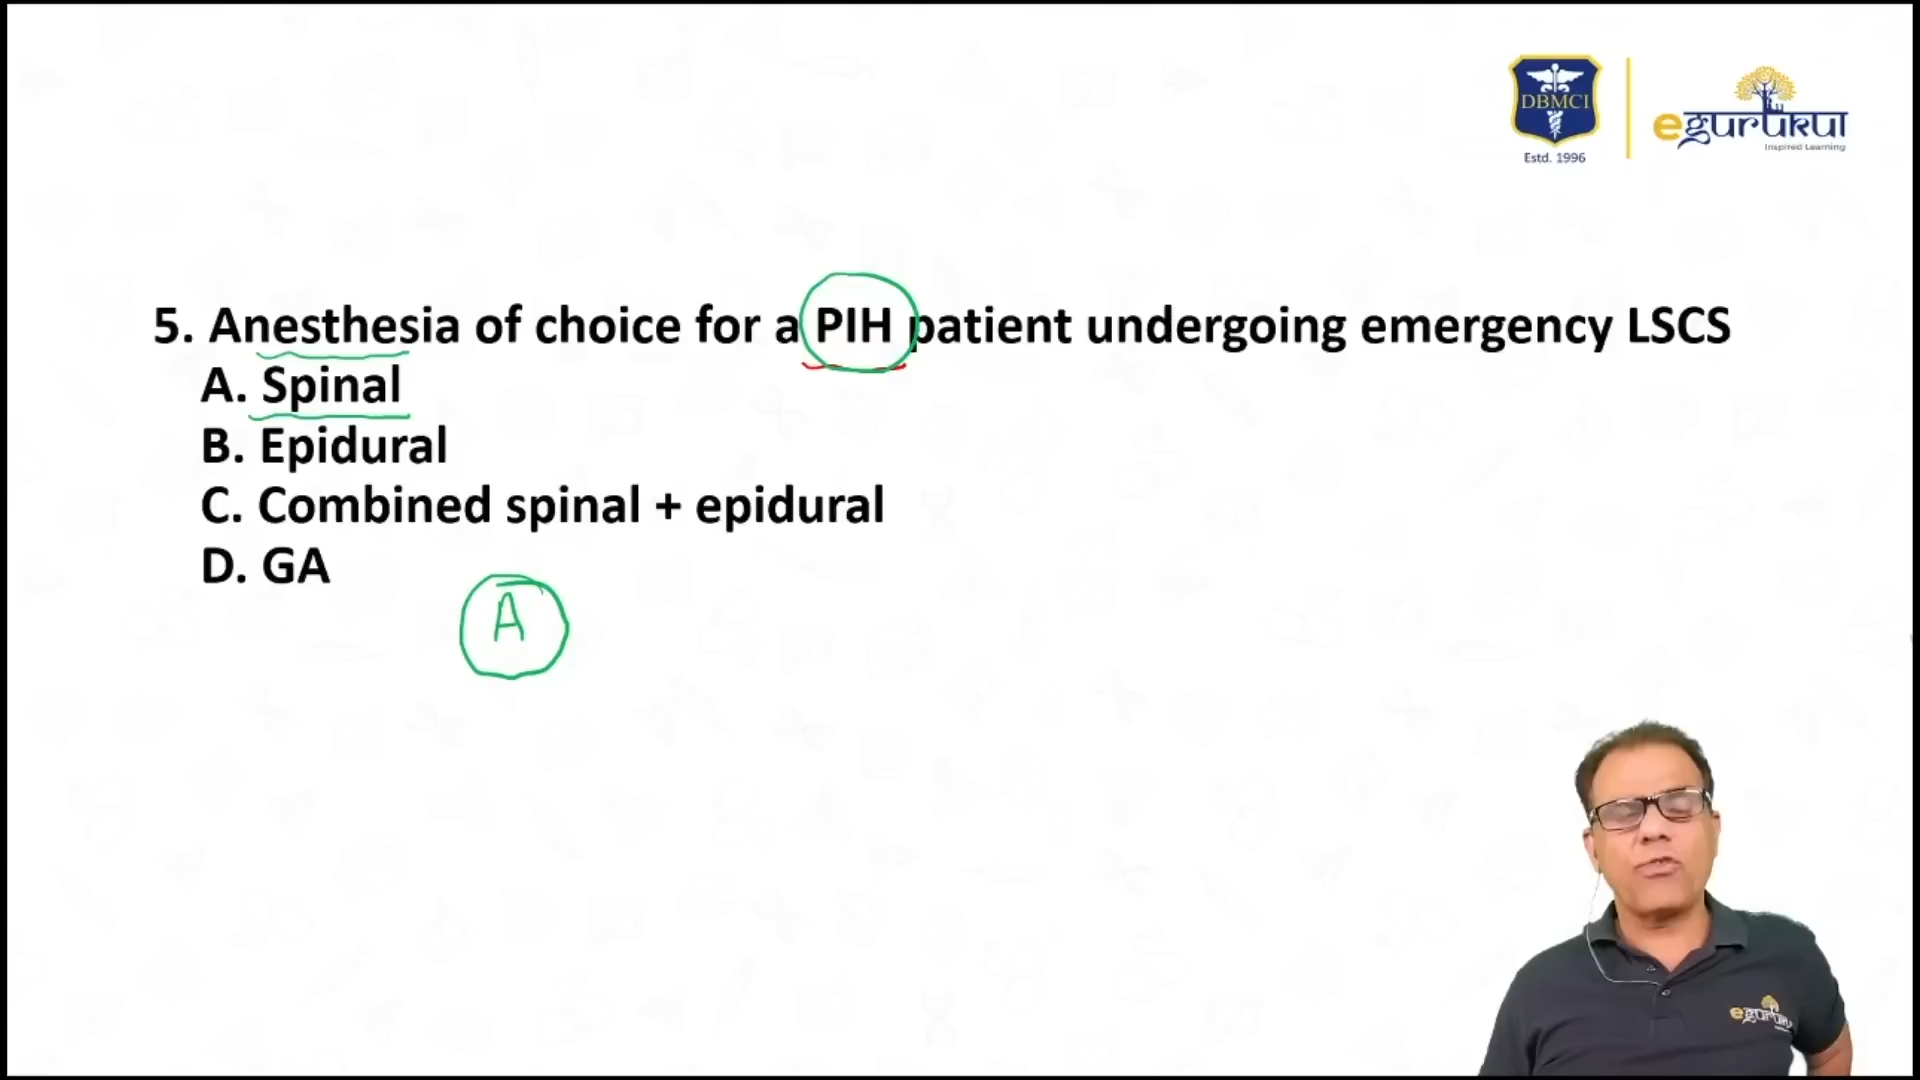 DBMCI
Estd. 1996
egurukul
Inspired Learning
5. Anesthesia of choice for a PIH patient undergoing emergency LSCS
A. Spinal
B. Epidural
C. Combined spinal + epidural
D. GA
A
egurukul